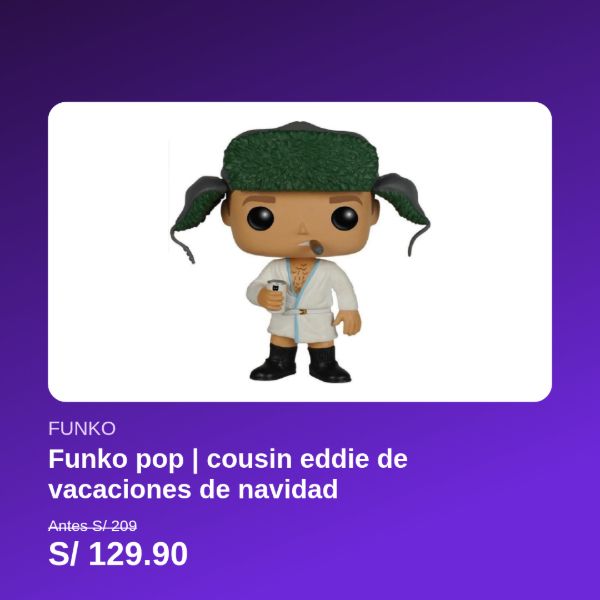 FUNKO
Funko pop | cousin eddie de
vacaciones de navidad
Antes S/ 209
S/ 129.90